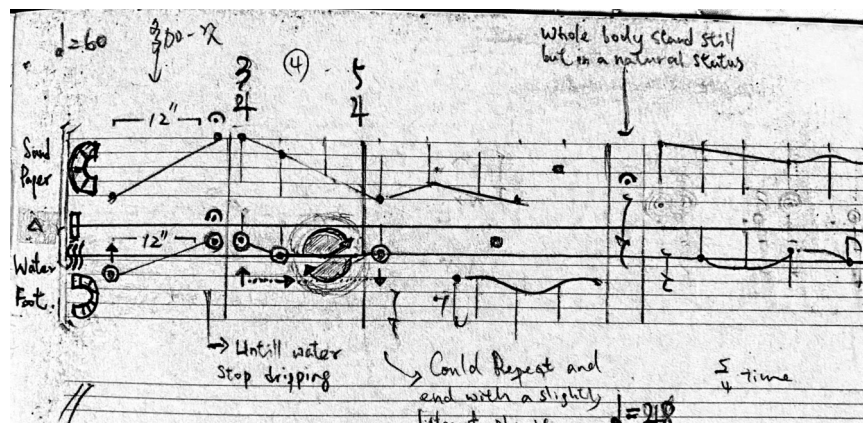 ♩=60
Whole body stand still
but in a natural status
3
4
(4)
5
4
12"
Sand
Paper
Δ
12"
Water
Foot.
→ Untill water
Stop dripping
Could Repeat and
end with a slightly
5/4 time